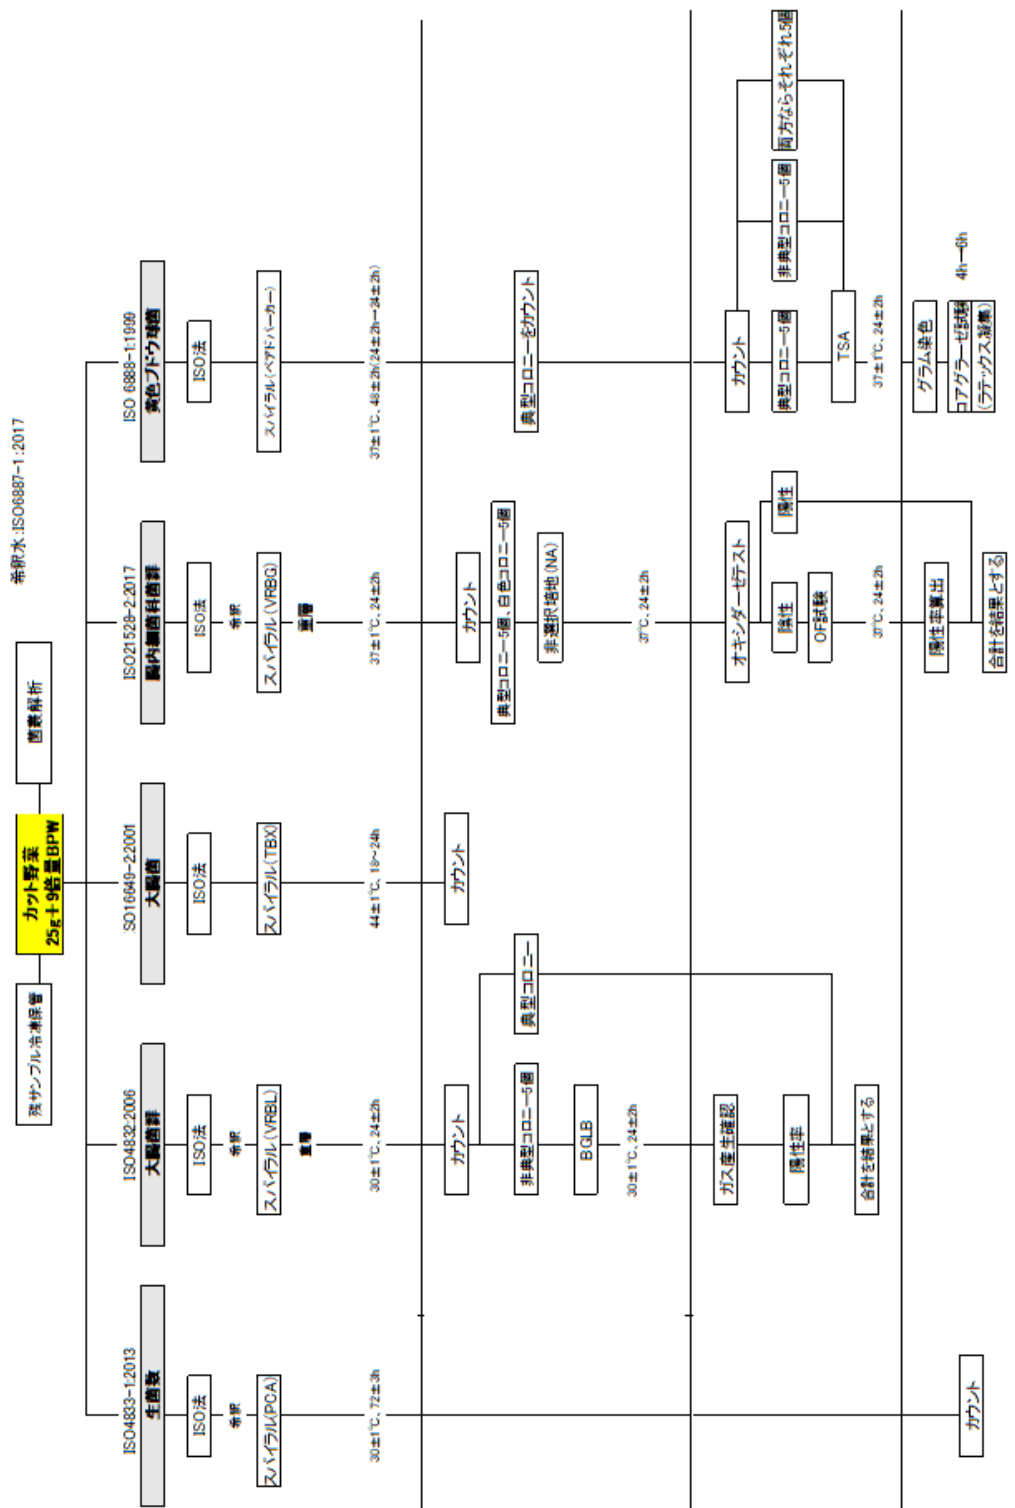 希釈水:ISO6887-1:2017
残サンプル冷凍保管
カット野菜
25g+9倍量BPW
菌叢解析
ISO4833-1:2013
生菌数
ISO法
希釈
スパイラル(PCA)
30±1℃、72±3h
カウント
ISO4832:2006
大腸菌群
ISO法
希釈
スパイラル(VRBL)
重層
30±1℃、24±2h
カウント
非典型コロニー5個
典型コロニー
BGLB
30±1℃、24±2h
ガス産生確認
陽性率
合計を結果とする
SO16649-22001
大腸菌
ISO法
スパイラル(TBX)
44±1℃、18~24h
カウント
ISO21528-2:2017
腸内細菌科菌群
ISO法
希釈
スパイラル(VRBG)
重層
37±1℃、24±2h
カウント
典型コロニー5個、白色コロニー5個
非選択培地(NA)
37℃、24±2h
オキシダーゼテスト
陰性
陽性
OF試験
37℃、24±2h
陽性率算出
合計を結果とする
ISO 6888-1:1999
黄色ブドウ球菌
ISO法
スパイラル(ベアドパーカー)
37±1℃、48±2h(24±2h―24±2h)
典型コロニーをカウント
カウント
典型コロニー5個
非典型コロニー5個
両方ならそれぞれ5個
TSA
37±1℃、24±2h
グラム染色
コアグラーゼ試験
(ラテックス凝集)
4h―6h